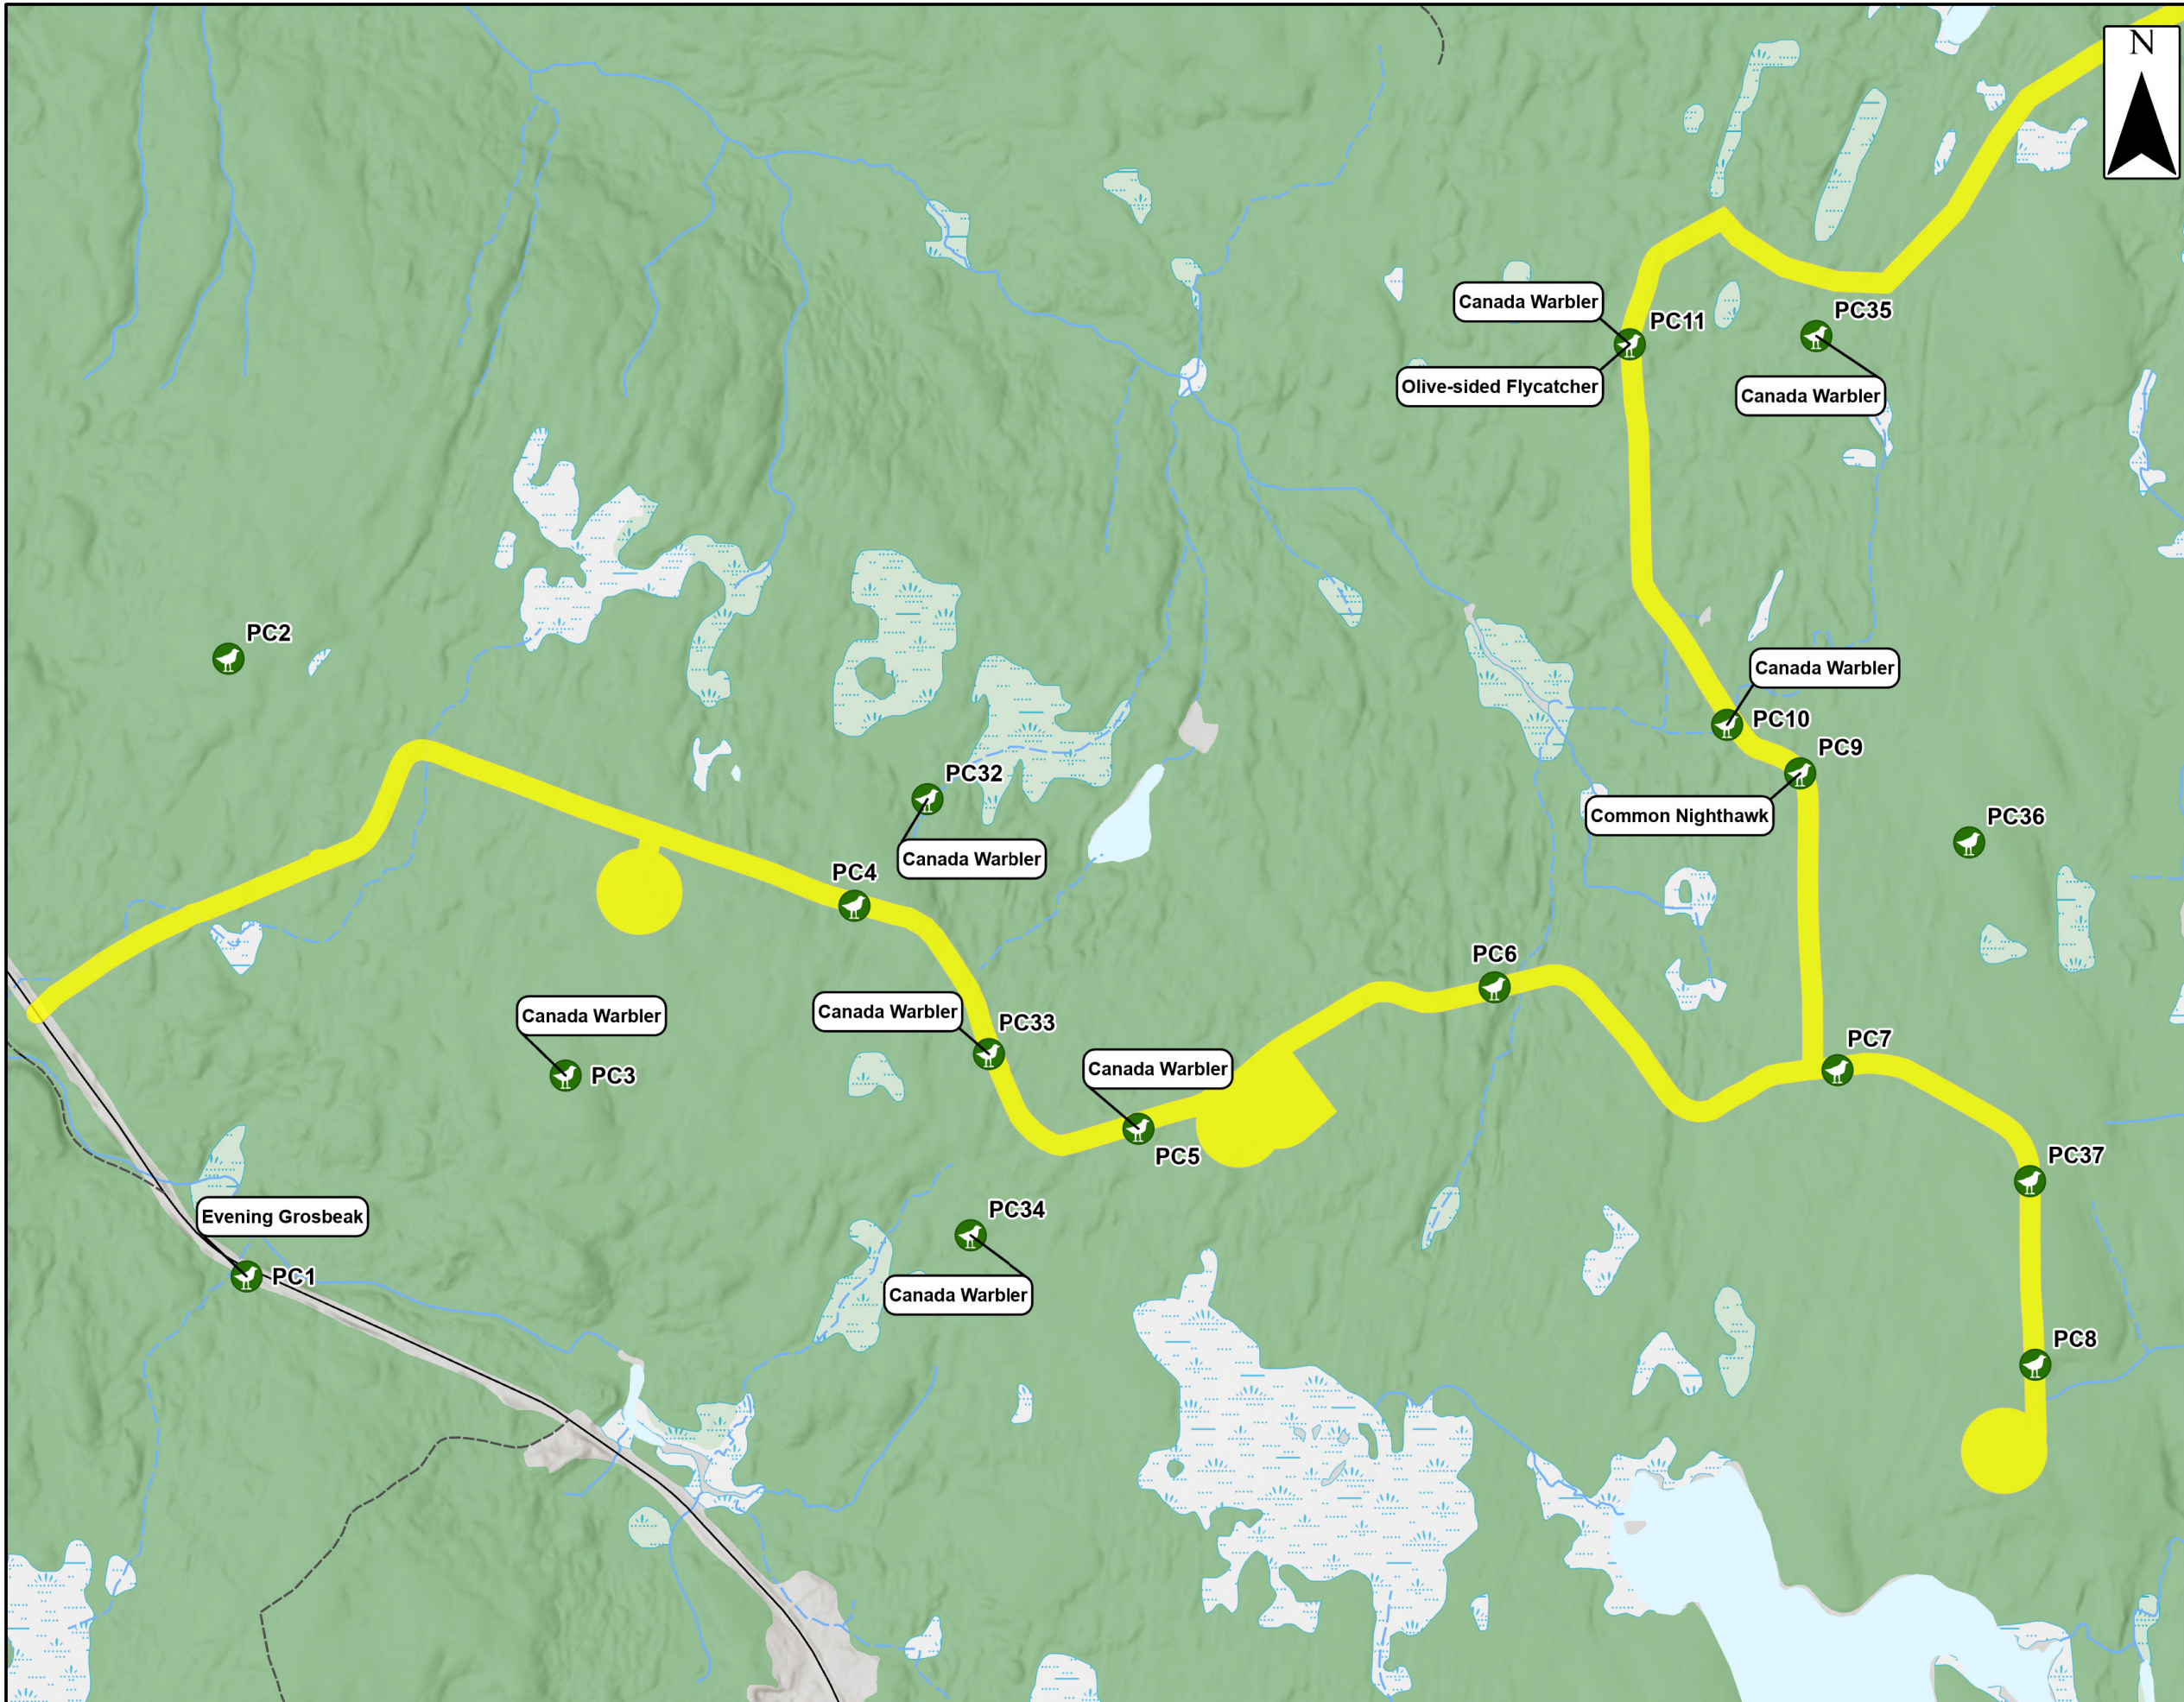 N
Canada Warbler
PC11
PC35
Olive-sided Flycatcher
Canada Warbler
PC2
Canada Warbler
PC10
PC9
PC32
Common Nighthawk
PC36
Canada Warbler
PC4
PC6
Canada Warbler
Canada Warbler
PC33
PC7
Canada Warbler
PC3
PC5
PC37
Evening Grosbeak
PC34
PC1
Canada Warbler
PC8